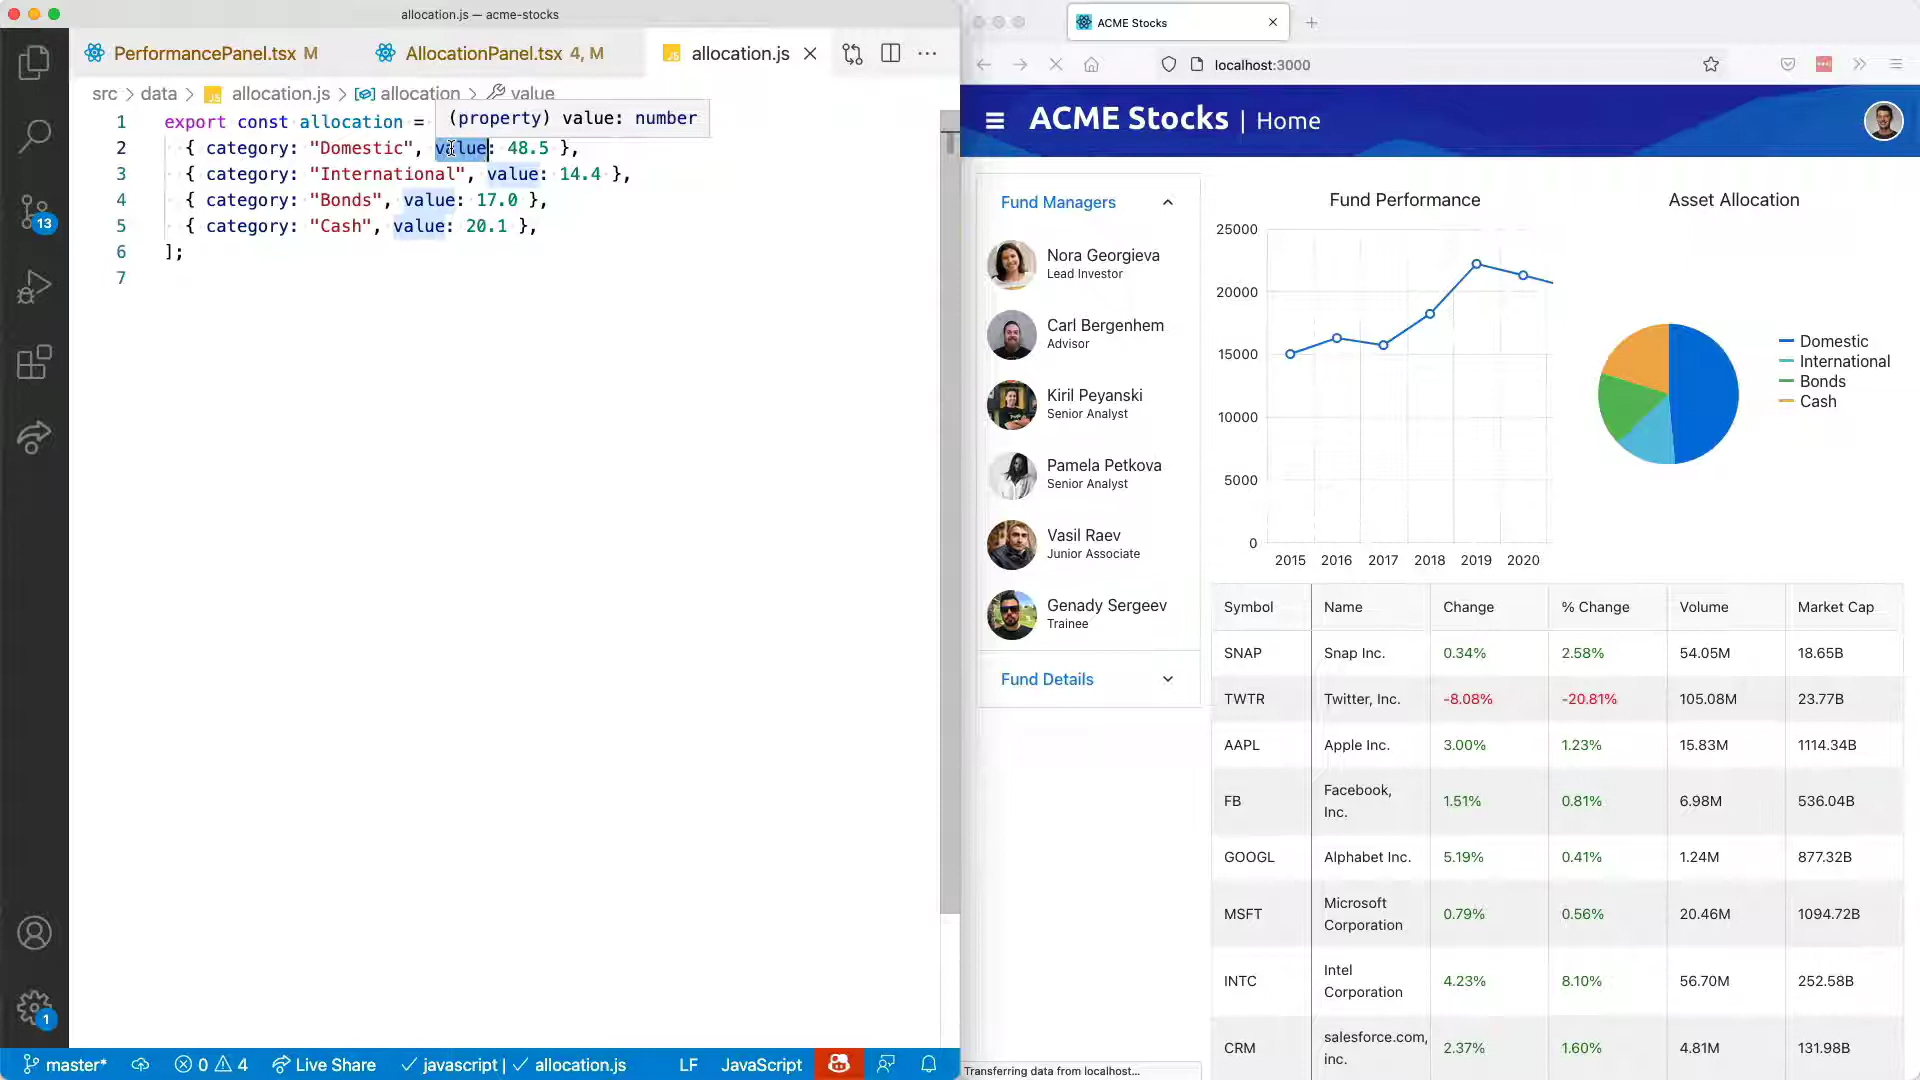 allocation.js — acme-stocks
PerformancePanel.tsx M
AllocationPanel.tsx 4, M
allocation.js
src > data > allocation.js > allocation > value
(property) value: number
1 export const allocation =
2 { category: "Domestic", value: 48.5 },
3 { category: "International", value: 14.4 },
4 { category: "Bonds", value: 17.0 },
5 { category: "Cash", value: 20.1 },
6 ];
7
13
1
master*
0
4
Live Share
javascript
allocation.js
LF
JavaScript
ACME Stocks
localhost:3000
ACME Stocks | Home
Fund Managers
Nora Georgieva
Lead Investor
Carl Bergenhem
Advisor
Kiril Peyanski
Senior Analyst
Pamela Petkova
Senior Analyst
Vasil Raev
Junior Associate
Genady Sergeev
Trainee
Fund Details
Fund Performance
25000
20000
15000
10000
5000
0
2015 2016 2017 2018 2019 2020
Asset Allocation
Domestic
International
Bonds
Cash
Symbol Name Change % Change Volume Market Cap
SNAP Snap Inc. 0.34% 2.58% 54.05M 18.65B
TWTR Twitter, Inc. -8.08% -20.81% 105.08M 23.77B
AAPL Apple Inc. 3.00% 1.23% 15.83M 1114.34B
FB Facebook, Inc. 1.51% 0.81% 6.98M 536.04B
GOOGL Alphabet Inc. 5.19% 0.41% 1.24M 877.32B
MSFT Microsoft Corporation 0.79% 0.56% 20.46M 1094.72B
INTC Intel Corporation 4.23% 8.10% 56.70M 252.58B
CRM salesforce.com, inc. 2.37% 1.60% 4.81M 131.98B
Transferring data from localhost...